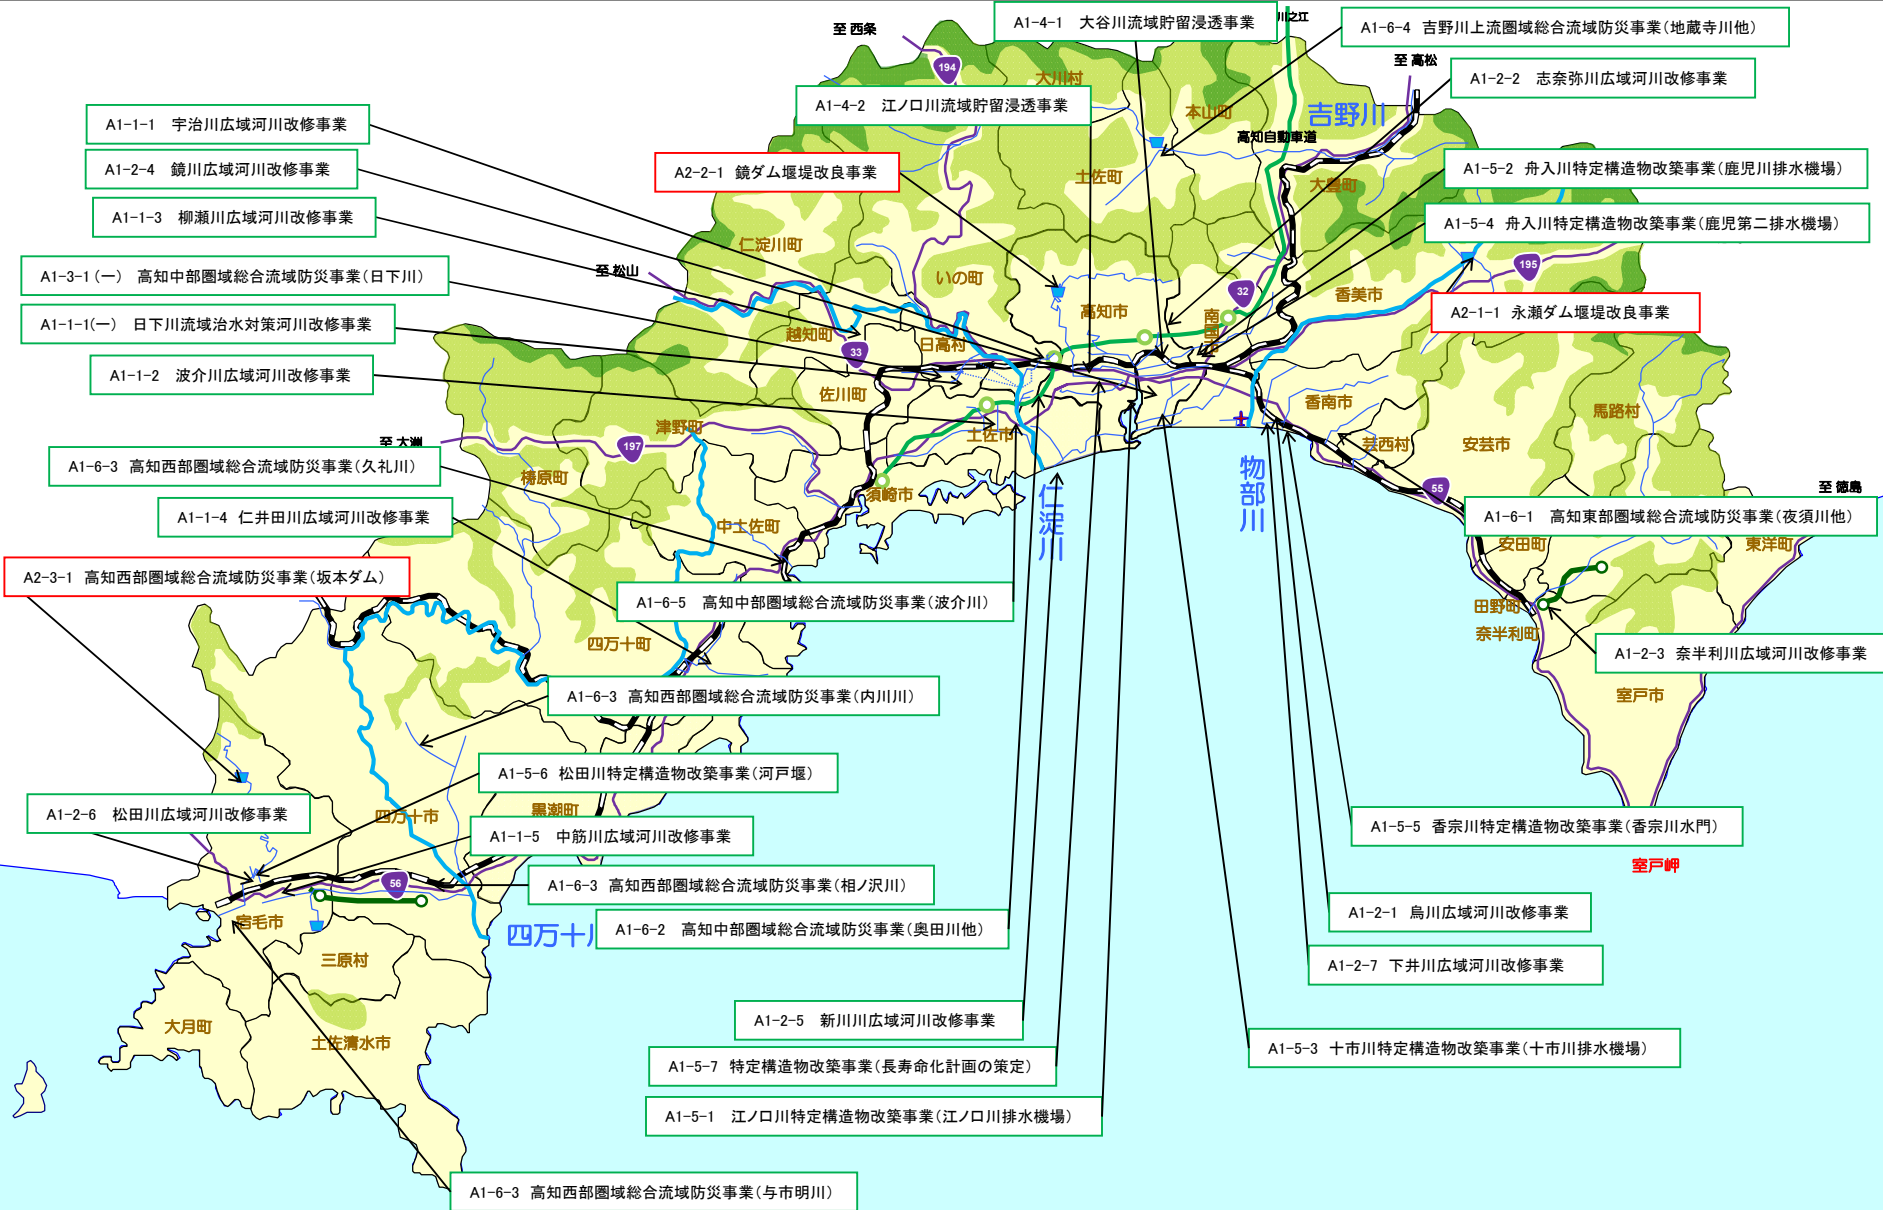 至 西条
A1-4-1 大谷川流域貯留浸透事業
川之江
A1-6-4 吉野川上流圏域総合流域防災事業(地蔵寺川他)
至 高松
194
大川村
A1-2-2 志奈弥川広域河川改修事業
A1-4-2 江ノ口川流域貯留浸透事業
本山町
吉野川
A1-1-1 宇治川広域河川改修事業
高知自動車道
A1-2-4 鏡川広域河川改修事業
A2-2-1 鏡ダム堰堤改良事業
土佐町
大豊町
A1-5-2 舟入川特定構造物改築事業(鹿児川排水機場)
A1-1-3 柳瀬川広域河川改修事業
A1-5-4 舟入川特定構造物改築事業(鹿児第二排水機場)
仁淀川町
至 松山
いの町
195
A1-3-1(一) 高知中部圏域総合流域防災事業(日下川)
32
香美市
高知市
南国市
A2-1-1 永瀬ダム堰堤改良事業
A1-1-1(一) 日下川流域治水対策河川改修事業
越知町
日高村
33
A1-1-2 波介川広域河川改修事業
佐川町
香南市
馬路村
津野町
土佐市
芸西村
安芸市
至 大洲
197
A1-6-3 高知西部圏域総合流域防災事業(久礼川)
梼原町
須崎市
仁淀川
物部川
55
至 徳島
A1-1-4 仁井田川広域河川改修事業
中土佐町
A1-6-1 高知東部圏域総合流域防災事業(夜須川他)
安田町
東洋町
A2-3-1 高知西部圏域総合流域防災事業(坂本ダム)
A1-6-5 高知中部圏域総合流域防災事業(波介川)
田野町
奈半利町
四万十町
A1-2-3 奈半利川広域河川改修事業
A1-6-3 高知西部圏域総合流域防災事業(内川川)
室戸市
A1-5-6 松田川特定構造物改築事業(河戸堰)
A1-2-6 松田川広域河川改修事業
四万十市
黒潮町
A1-1-5 中筋川広域河川改修事業
A1-5-5 香宗川特定構造物改築事業(香宗川水門)
室戸岬
56
A1-6-3 高知西部圏域総合流域防災事業(相ノ沢川)
宿毛市
四万十川
A1-6-2 高知中部圏域総合流域防災事業(奥田川他)
A1-2-1 烏川広域河川改修事業
三原村
A1-2-7 下井川広域河川改修事業
大月町
A1-2-5 新川川広域河川改修事業
土佐清水市
A1-5-3 十市川特定構造物改築事業(十市川排水機場)
A1-5-7 特定構造物改築事業(長寿命化計画の策定)
A1-5-1 江ノ口川特定構造物改築事業(江ノ口川排水機場)
A1-6-3 高知西部圏域総合流域防災事業(与市明川)